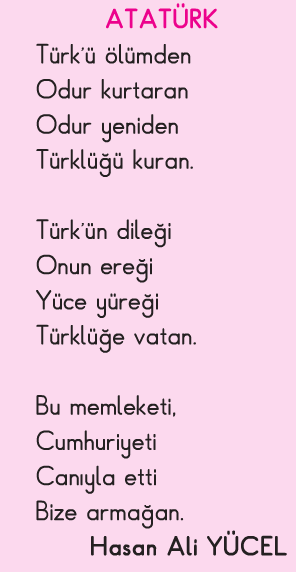 ATATÜRK
Türk'ü ölümden
Odur kurtaran
Odur yeniden
Türklüğü kuran.

Türk'ün dileği
Onun ereği
Yüce yüreği
Türklüğe vatan.

Bu memleketi,
Cumhuriyeti
Canıyla etti
Bize armağan.
Hasan Ali YÜCEL